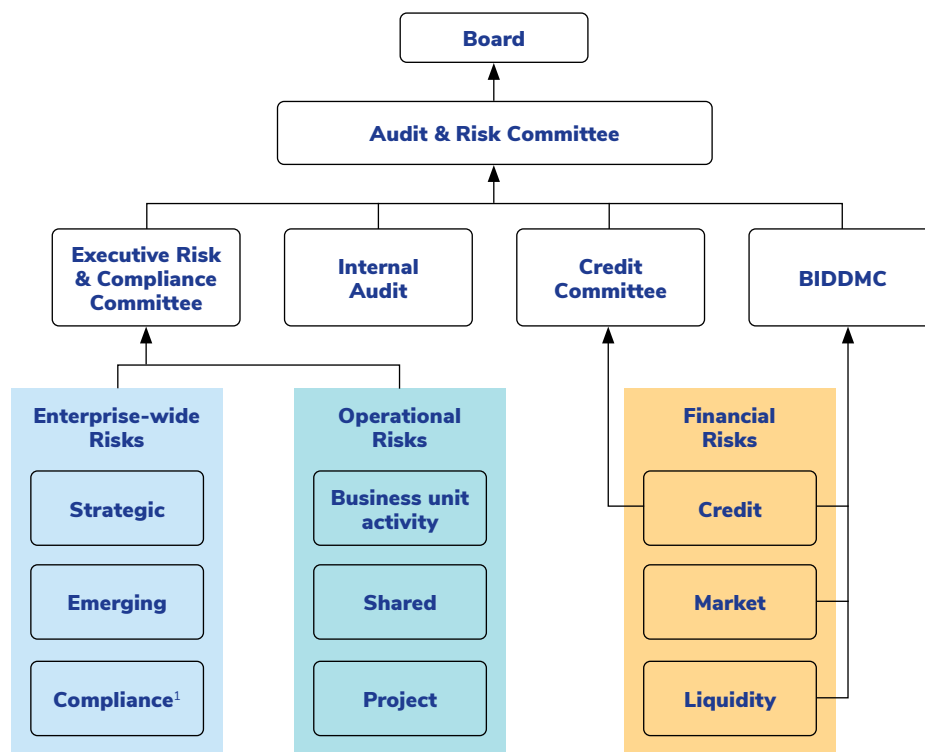 Board
Audit & Risk Committee
Executive Risk
& Compliance
Committee
Internal
Audit
Credit
Committee
BIDDMC
Enterprise-wide
Risks
Strategic
Emerging
Compliance¹
Operational
Risks
Business unit
activity
Shared
Project
Financial
Risks
Credit
Market
Liquidity